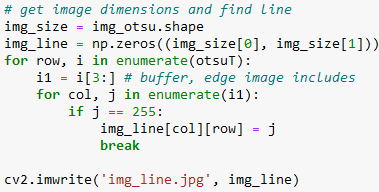 # get image dimensions and find line
img_size = img_otsu.shape
img_line = np.zeros((img_size[0], img_size[1]))
for row, i in enumerate(otsuT):
    i1 = i[3:] # buffer, edge image includes
    for col, j in enumerate(i1):
        if j == 255:
            img_line[col][row] = j
            break

cv2.imwrite('img_line.jpg', img_line)